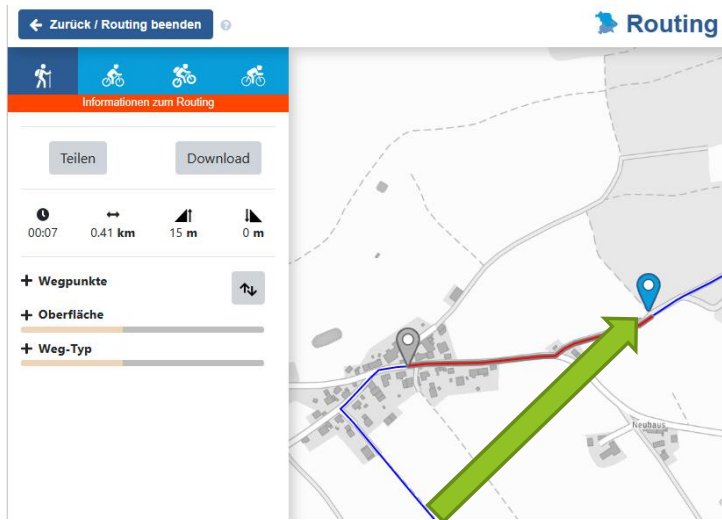 Zurück / Routing beenden
Routing
Informationen zum Routing
Teilen Download
00:07 0.41 km 15 m 0 m
+ Wegpunkte
+ Oberfläche
+ Weg-Typ
Neuhaus